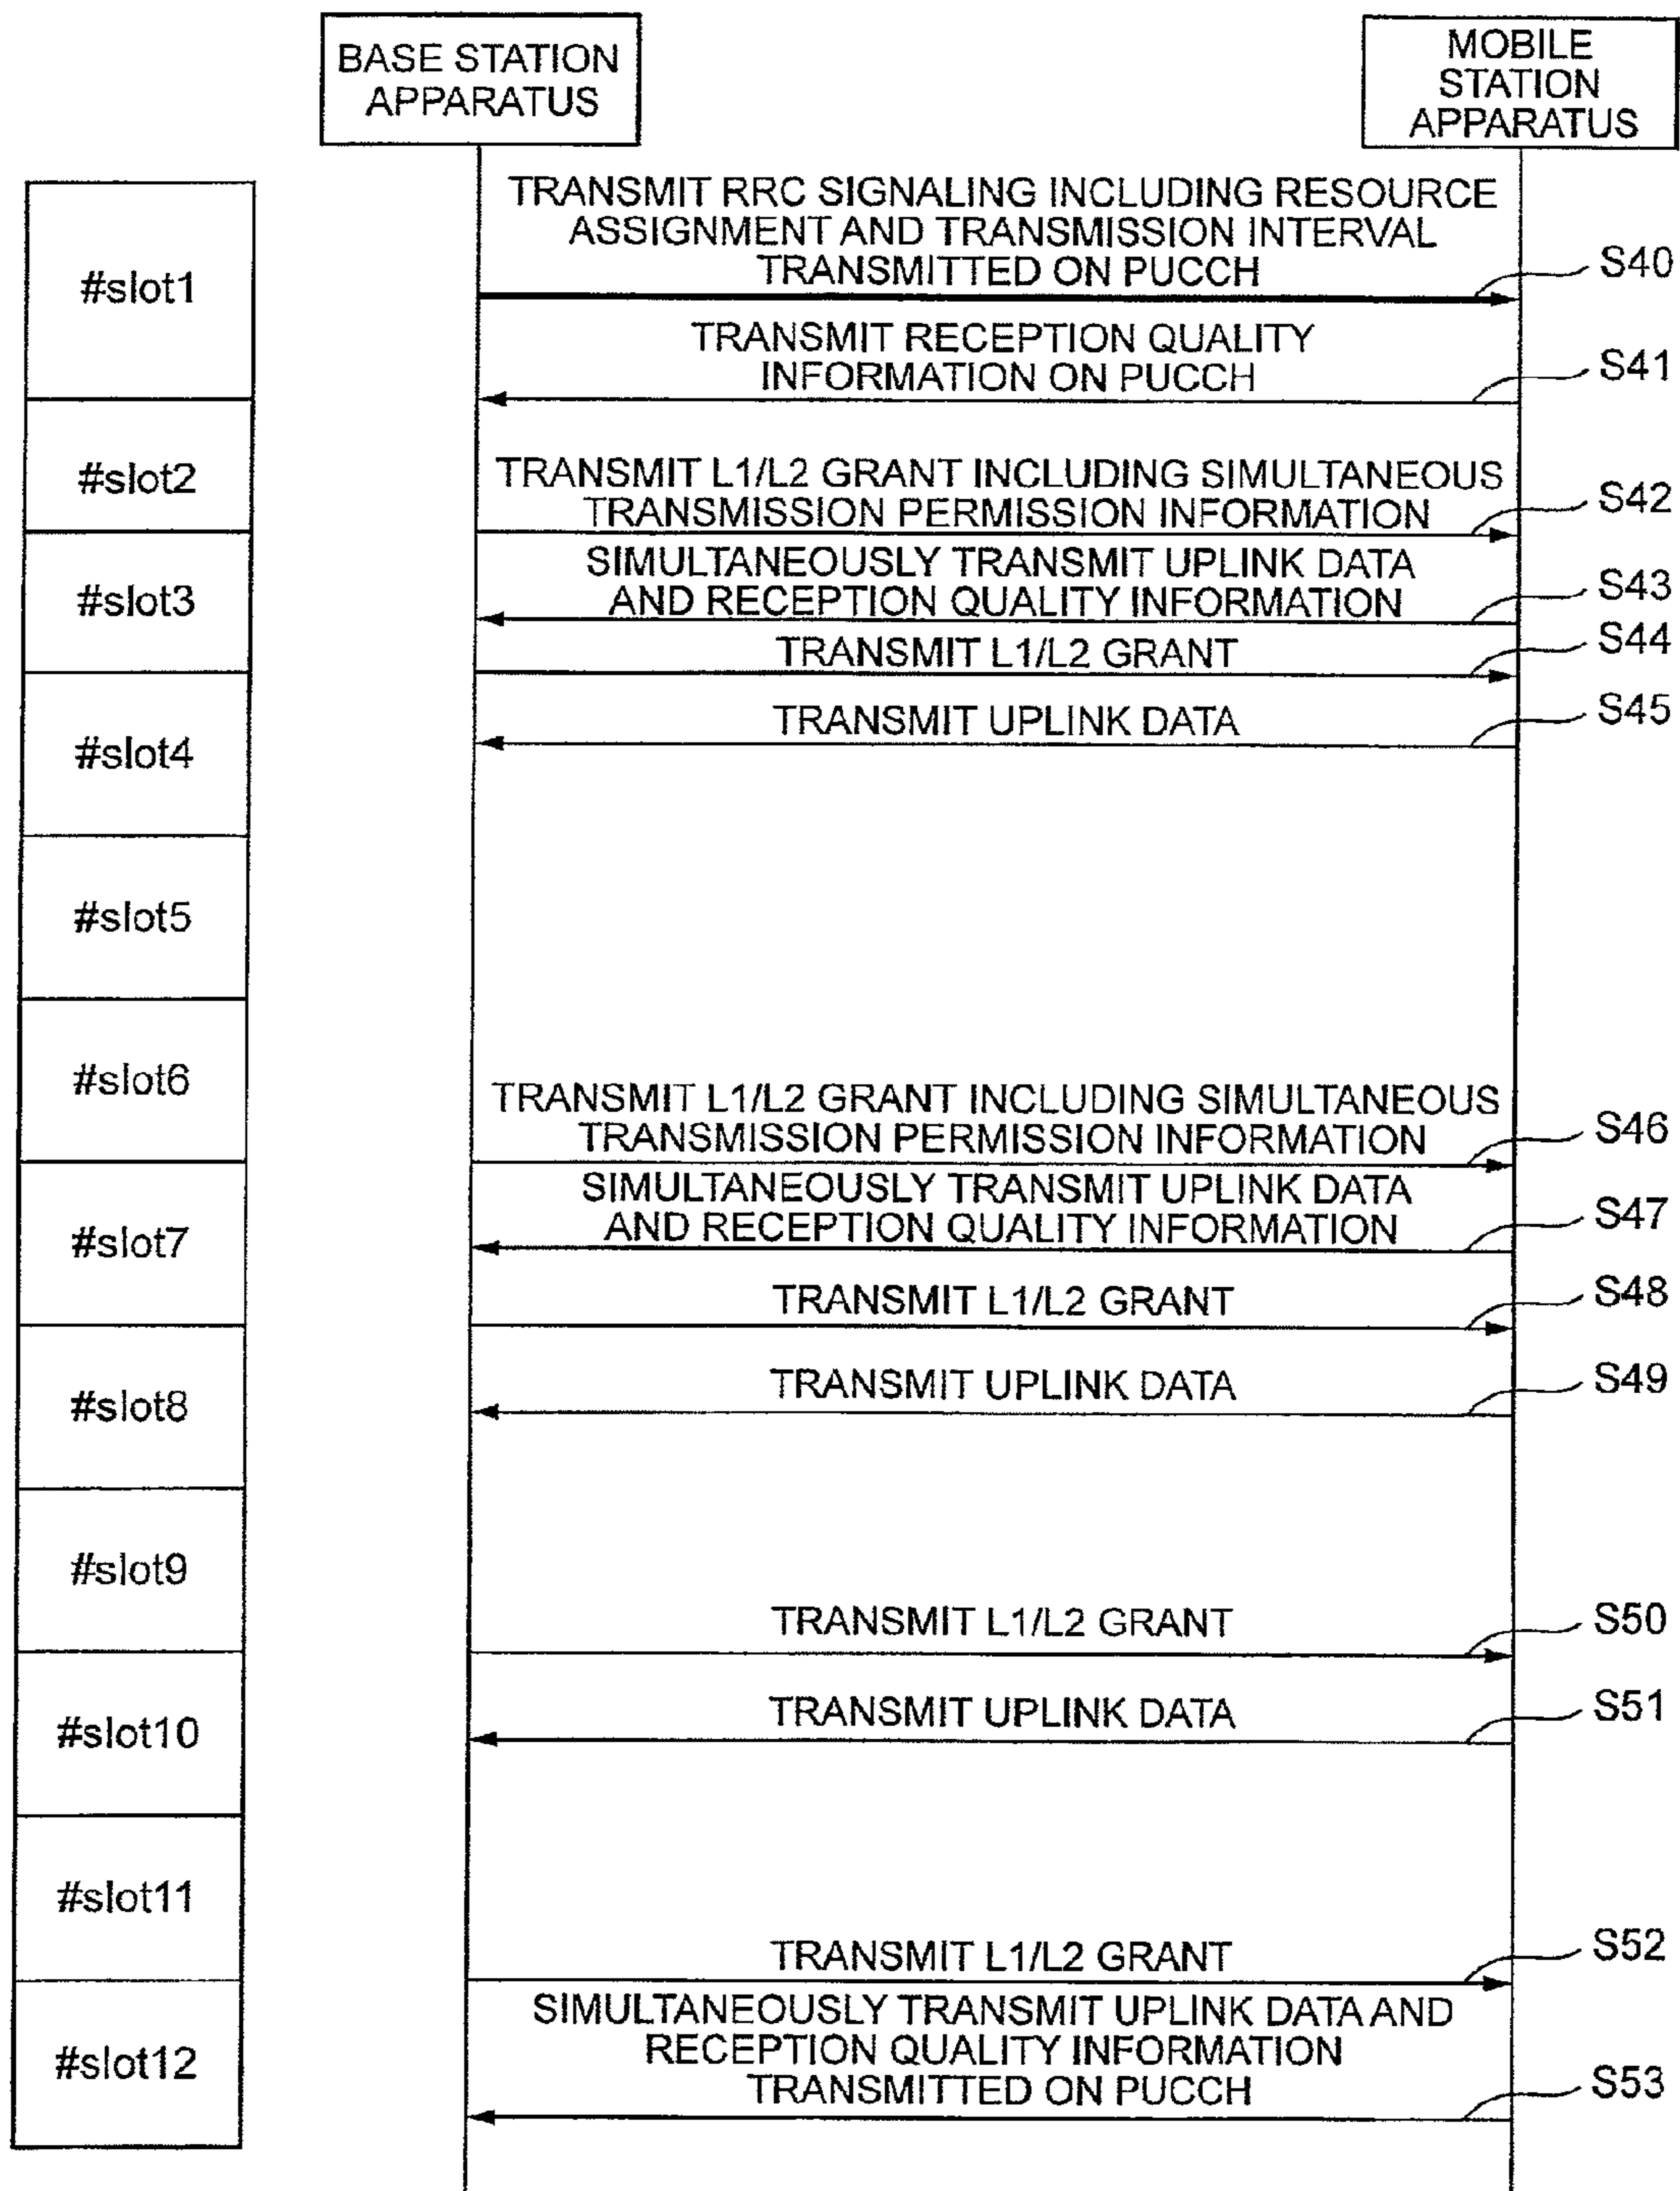 BASE STATION
APPARATUS
MOBILE
STATION
APPARATUS
#slot1
TRANSMIT RRC SIGNALING INCLUDING RESOURCE
ASSIGNMENT AND TRANSMISSION INTERVAL
TRANSMITTED ON PUCCH
S40
TRANSMIT RECEPTION QUALITY
INFORMATION ON PUCCH
S41
#slot2
TRANSMIT L1/L2 GRANT INCLUDING SIMULTANEOUS
TRANSMISSION PERMISSION INFORMATION
S42
#slot3
SIMULTANEOUSLY TRANSMIT UPLINK DATA
AND RECEPTION QUALITY INFORMATION
S43
TRANSMIT L1/L2 GRANT
S44
#slot4
TRANSMIT UPLINK DATA
S45
#slot5
#slot6
TRANSMIT L1/L2 GRANT INCLUDING SIMULTANEOUS
TRANSMISSION PERMISSION INFORMATION
S46
#slot7
SIMULTANEOUSLY TRANSMIT UPLINK DATA
AND RECEPTION QUALITY INFORMATION
S47
TRANSMIT L1/L2 GRANT
S48
#slot8
TRANSMIT UPLINK DATA
S49
#slot9
TRANSMIT L1/L2 GRANT
S50
#slot10
TRANSMIT UPLINK DATA
S51
#slot11
TRANSMIT L1/L2 GRANT
S52
#slot12
SIMULTANEOUSLY TRANSMIT UPLINK DATA AND
RECEPTION QUALITY INFORMATION
TRANSMITTED ON PUCCH
S53